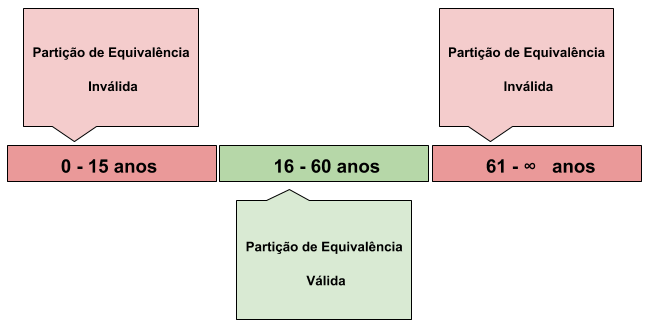 Partição de Equivalência
Inválida
Partição de Equivalência
Inválida
0 - 15 anos
16 - 60 anos
61 - ∞ anos
Partição de Equivalência
Válida